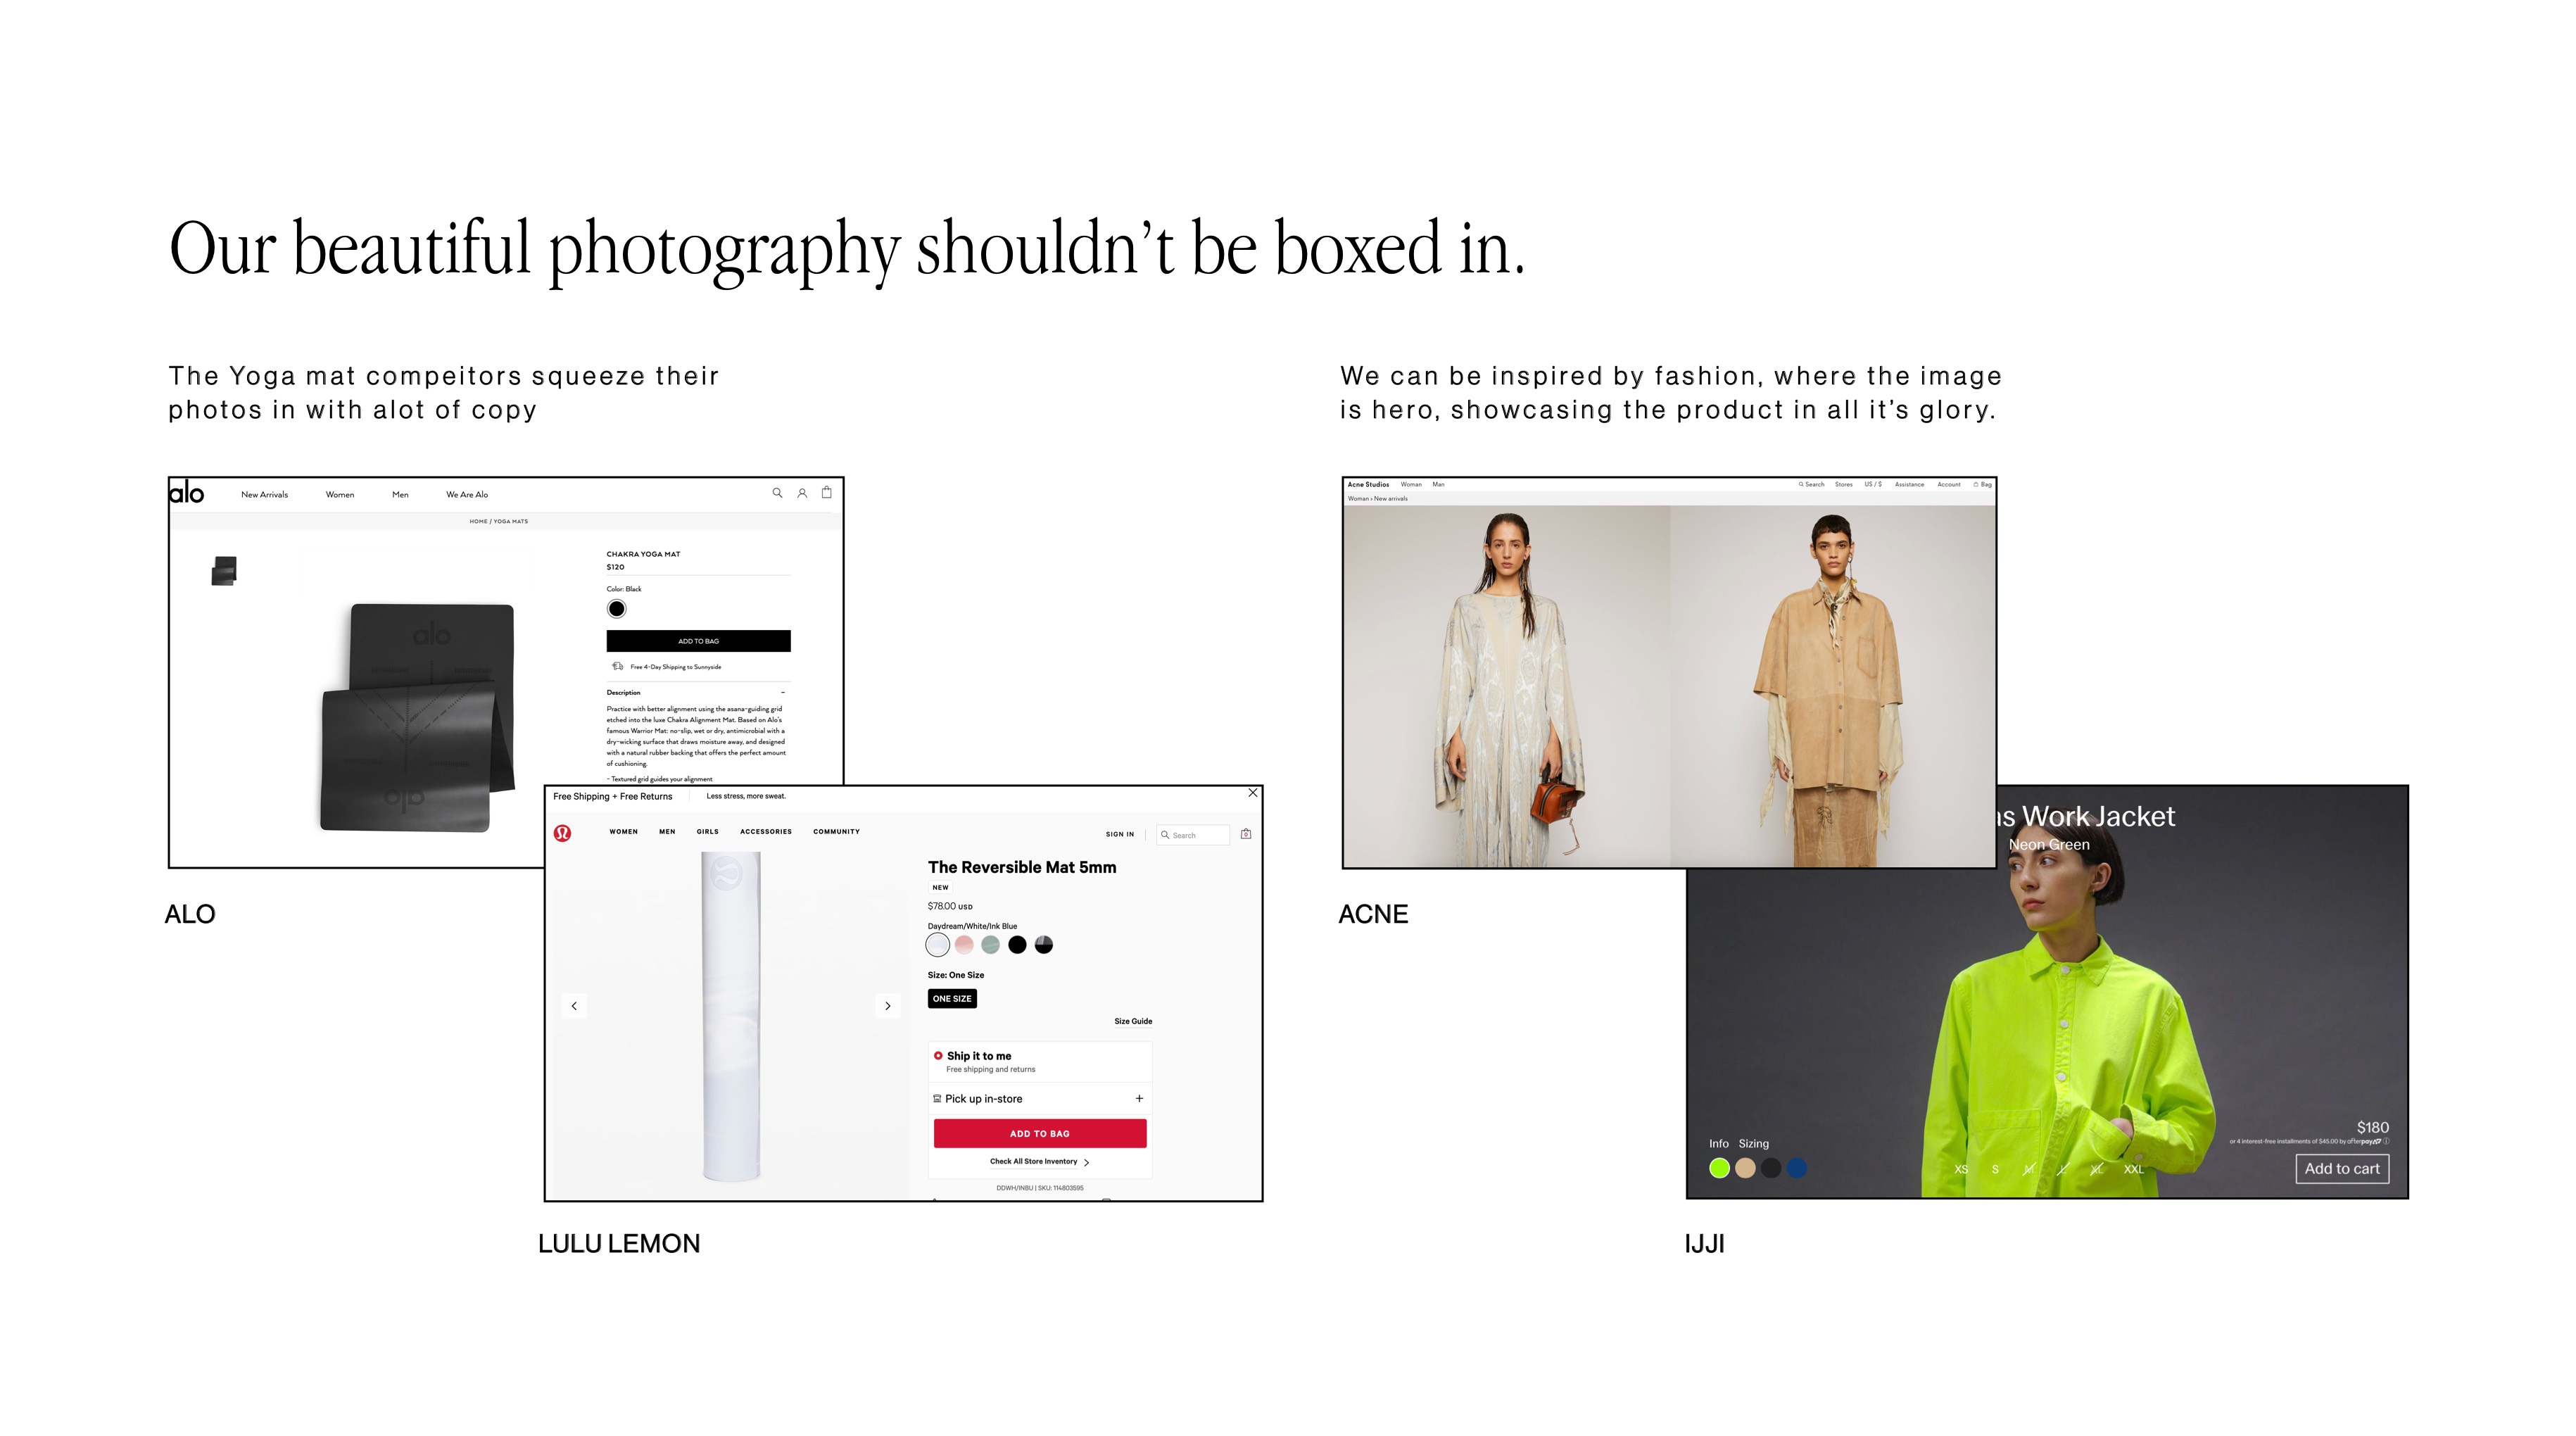 Our beautiful photography shouldn’t be boxed in.
The Yoga mat compeitors squeeze their
photos in with alot of copy
alo
New Arrivals Women Men We Are Alo
HOME / YOGA MATS
CHAKRA YOGA MAT
$120
Color: Black
ADD TO BAG
Free 4-Day Shipping to Sunnyside
Description -
Practice with better alignment using the asana-guiding grid
etched into the luxe Chakra Alignment Mat. Based on Alo's
famous Warrior Mat: no-slip, wet or dry, antimicrobial with a
dry-wicking surface that draws moisture away, and designed
with a natural rubber backing that offers the perfect amount
of cushioning.
- Textured grid guides your alignment
alo
alo
ALO
Free Shipping + Free Returns Less stress, more sweat.
WOMEN MEN GIRLS ACCESSORIES COMMUNITY
SIGN IN Search 0
The Reversible Mat 5mm
NEW
$78.00 USD
Daydream/White/Ink Blue
Size: One Size
ONE SIZE
Size Guide
Ship it to me
Free shipping and returns
Pick up in-store +
ADD TO BAG
Check All Store Inventory
DDWH/INBU | SKU: 114803595
LULU LEMON
We can be inspired by fashion, where the image
is hero, showcasing the product in all it’s glory.
Acne Studios Woman Man Search Stores US / $ Assistance Account Bag
Woman › New arrivals
ACNE
s Work Jacket
Neon Green
$180
or 4 interest-free installments of $45.00 by afterpay
Info Sizing
XS S M L XL XXL
Add to cart
IJJI